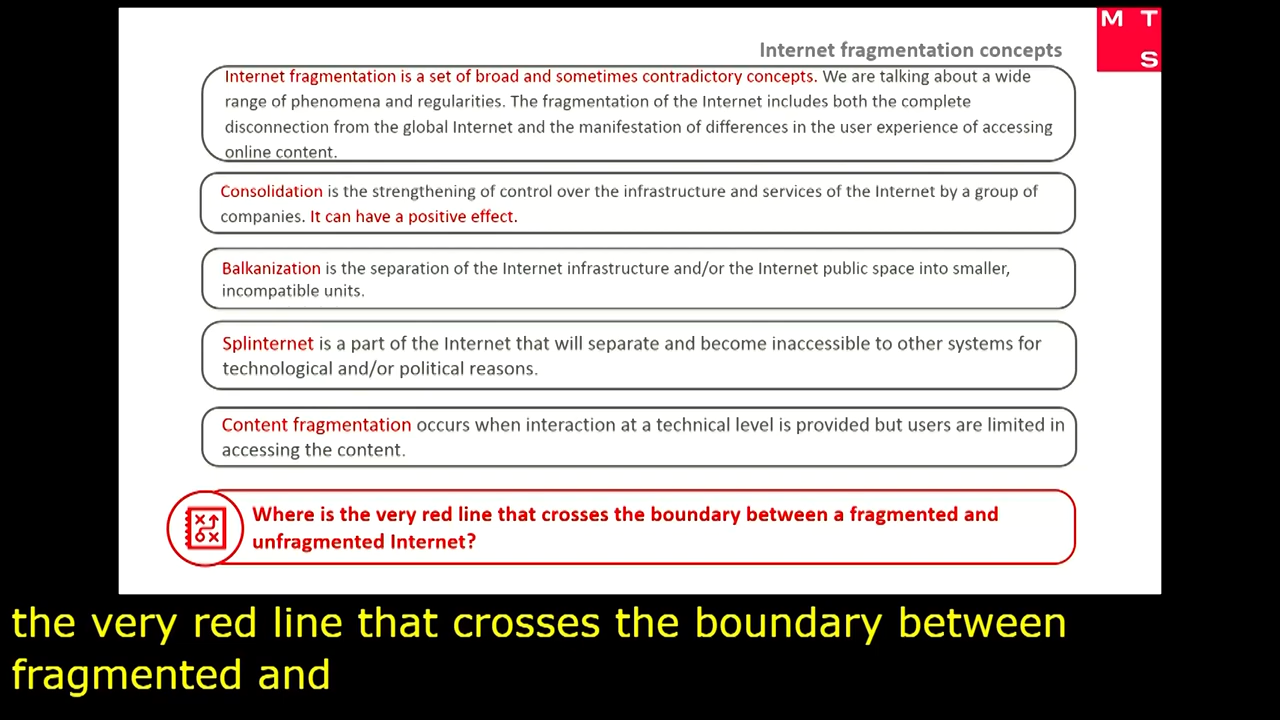 M T
S
Internet fragmentation concepts
Internet fragmentation is a set of broad and sometimes contradictory concepts. We are talking about a wide
range of phenomena and regularities. The fragmentation of the Internet includes both the complete
disconnection from the global Internet and the manifestation of differences in the user experience of accessing
online content.
Consolidation is the strengthening of control over the infrastructure and services of the Internet by a group of
companies. It can have a positive effect.
Balkanization is the separation of the Internet infrastructure and/or the Internet public space into smaller,
incompatible units.
Splinternet is a part of the Internet that will separate and become inaccessible to other systems for
technological and/or political reasons.
Content fragmentation occurs when interaction at a technical level is provided but users are limited in
accessing the content.
Where is the very red line that crosses the boundary between a fragmented and
unfragmented Internet?
the very red line that crosses the boundary between
fragmented and